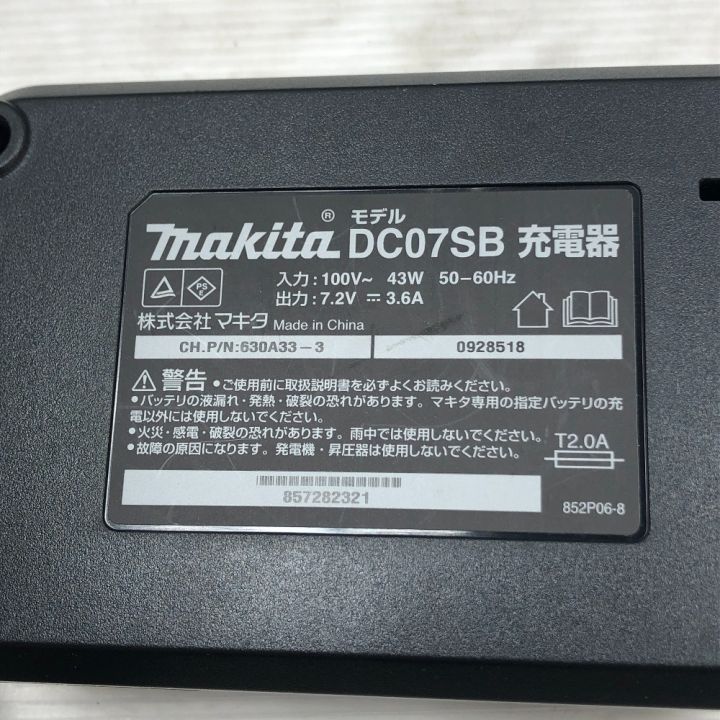 モデル
makita® DC07SB 充電器
入力：100V~ 43W 50-60Hz
出力：7.2V ⎓ 3.6A
PS
E
株式会社 マキタ Made in China
CH.P/N:630A33-3 0928518
⚠警告 ●ご使用前に取扱説明書を必ずよくお読みください。
●バッテリの液漏れ・発熱・破裂の恐れがあります。マキタ専用の指定バッテリの充
電以外には使用しないでください。
●火災・感電・破裂の恐れがあります。雨中では使用しないでください。
●故障の原因になります。発電機・昇圧器は使用しないでください。
T2.0A
857282321
852P06-8